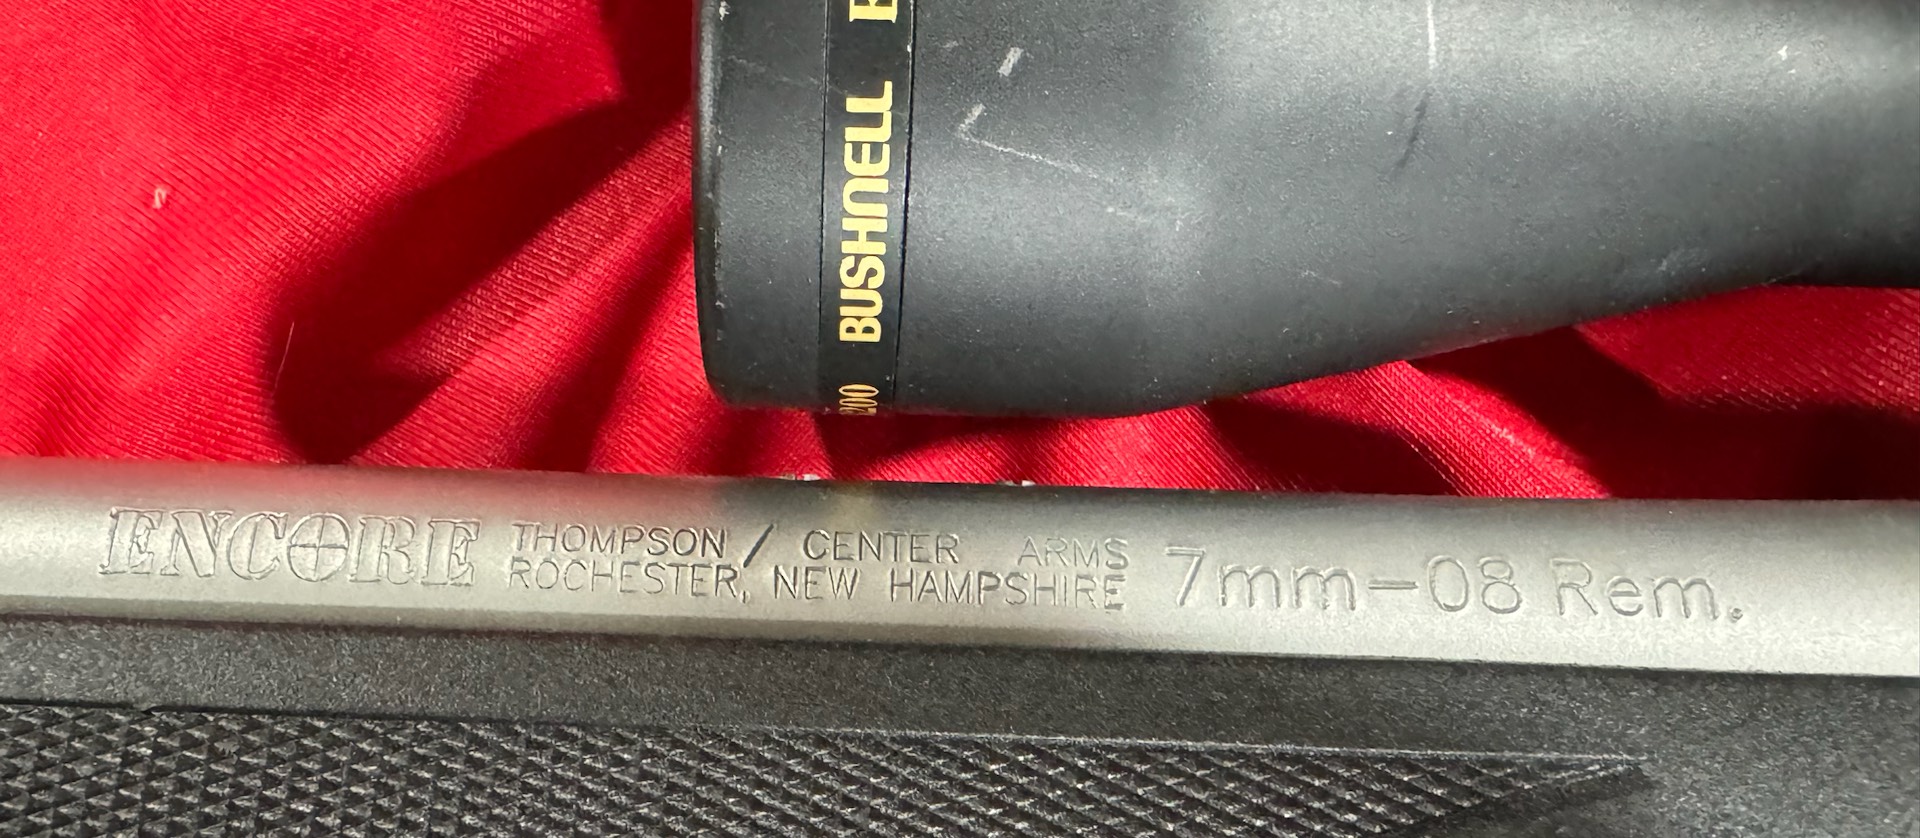 BUSHNELL
ENCORE
THOMPSON / CENTER ARMS
ROCHESTER, NEW HAMPSHIRE
7mm-08 Rem.